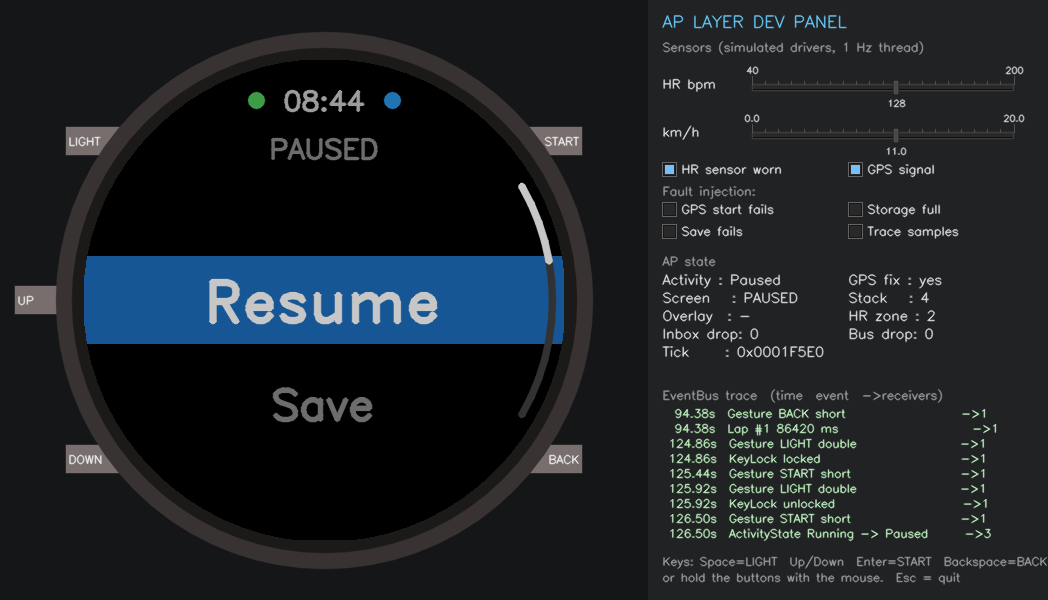 08:44
PAUSED
LIGHT
START
UP
Resume
Save
DOWN
BACK
AP LAYER DEV PANEL
Sensors (simulated drivers, 1 Hz thread)
40 200
HR bpm
128
0.0 20.0
km/h
11.0
HR sensor worn GPS signal
Fault injection:
GPS start fails Storage full
Save fails Trace samples
AP state
Activity : Paused GPS fix : yes
Screen : PAUSED Stack : 4
Overlay : - HR zone : 2
Inbox drop: 0 Bus drop: 0
Tick : 0x0001F5E0
EventBus trace (time event ->receivers)
94.38s Gesture BACK short ->1
94.38s Lap #1 86420 ms ->1
124.86s Gesture LIGHT double ->1
124.86s KeyLock locked ->1
125.44s Gesture START short ->1
125.92s Gesture LIGHT double ->1
125.92s KeyLock unlocked ->1
126.50s Gesture START short ->1
126.50s ActivityState Running -> Paused ->3
Keys: Space=LIGHT Up/Down Enter=START Backspace=BACK
or hold the buttons with the mouse. Esc = quit